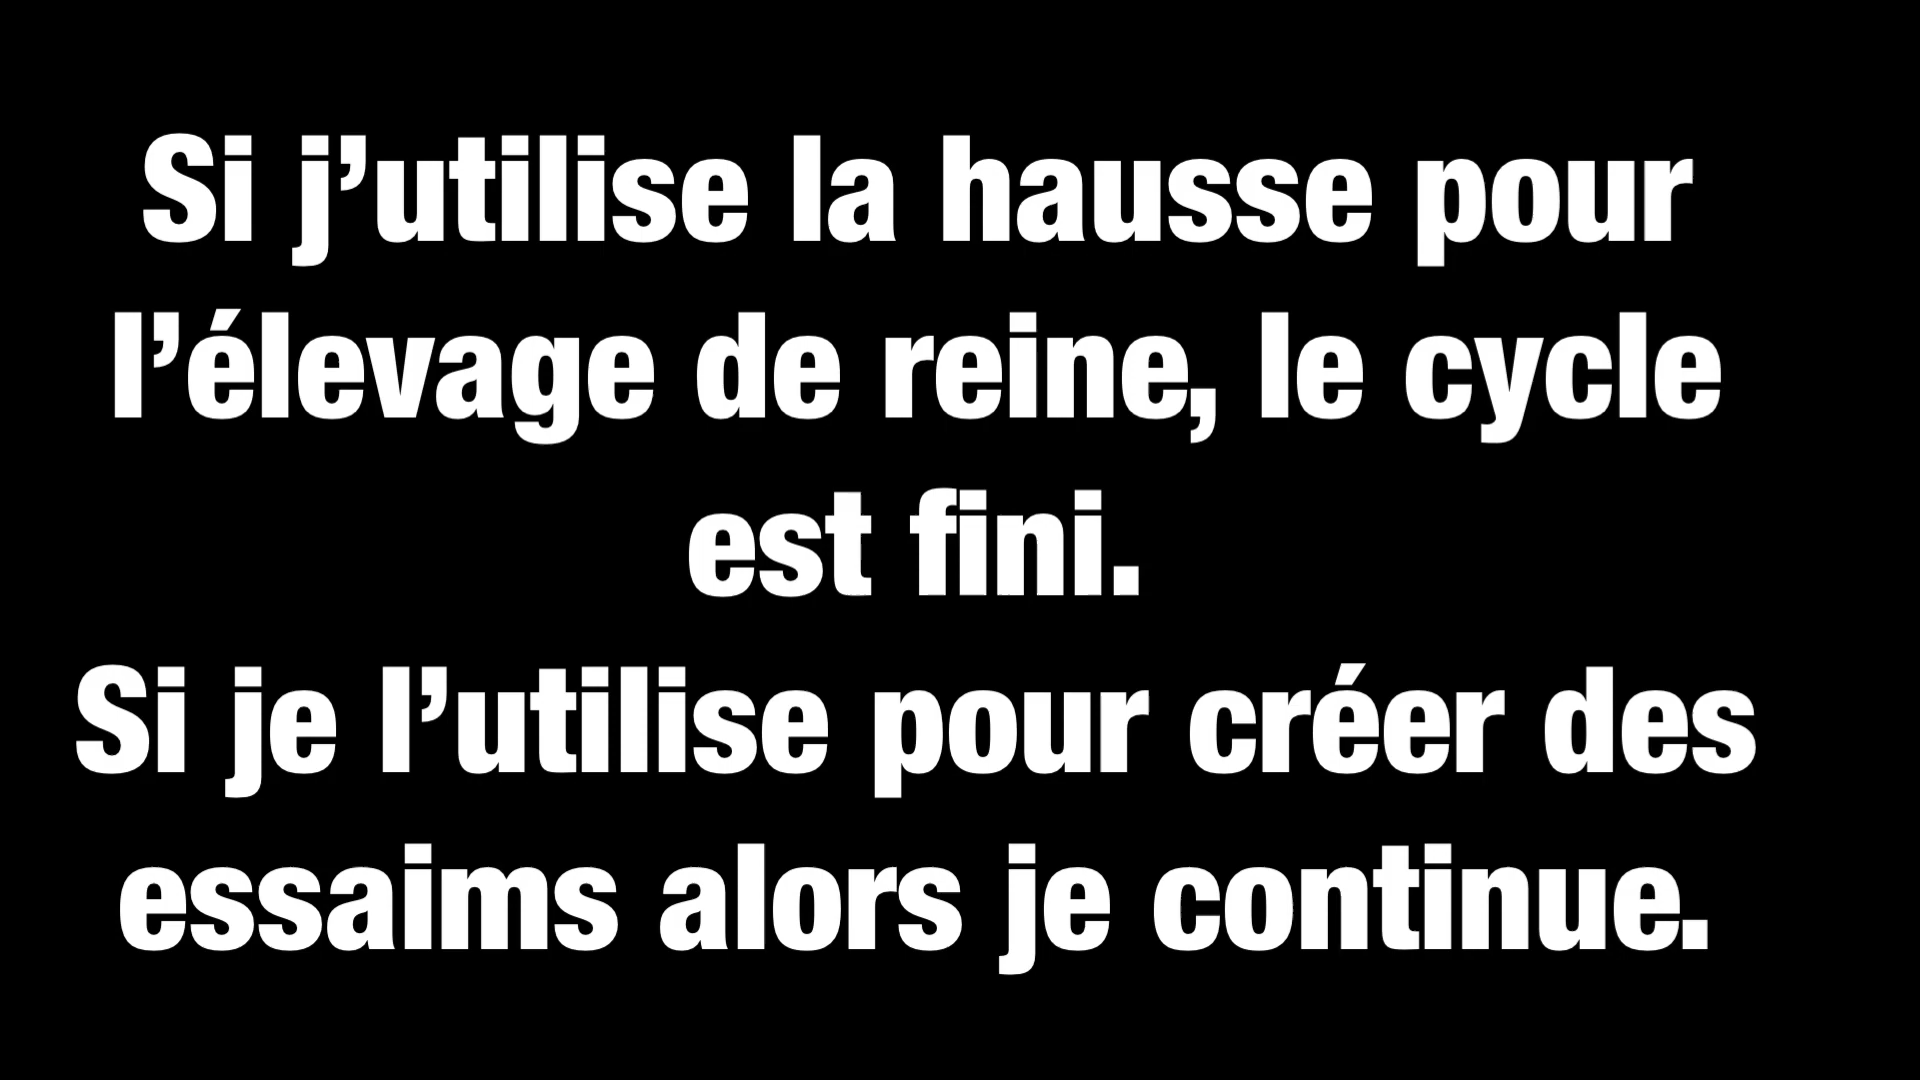 Si j’utilise la hausse pour
l’élevage de reine, le cycle
est fini.
Si je l’utilise pour créer des
essaims alors je continue.